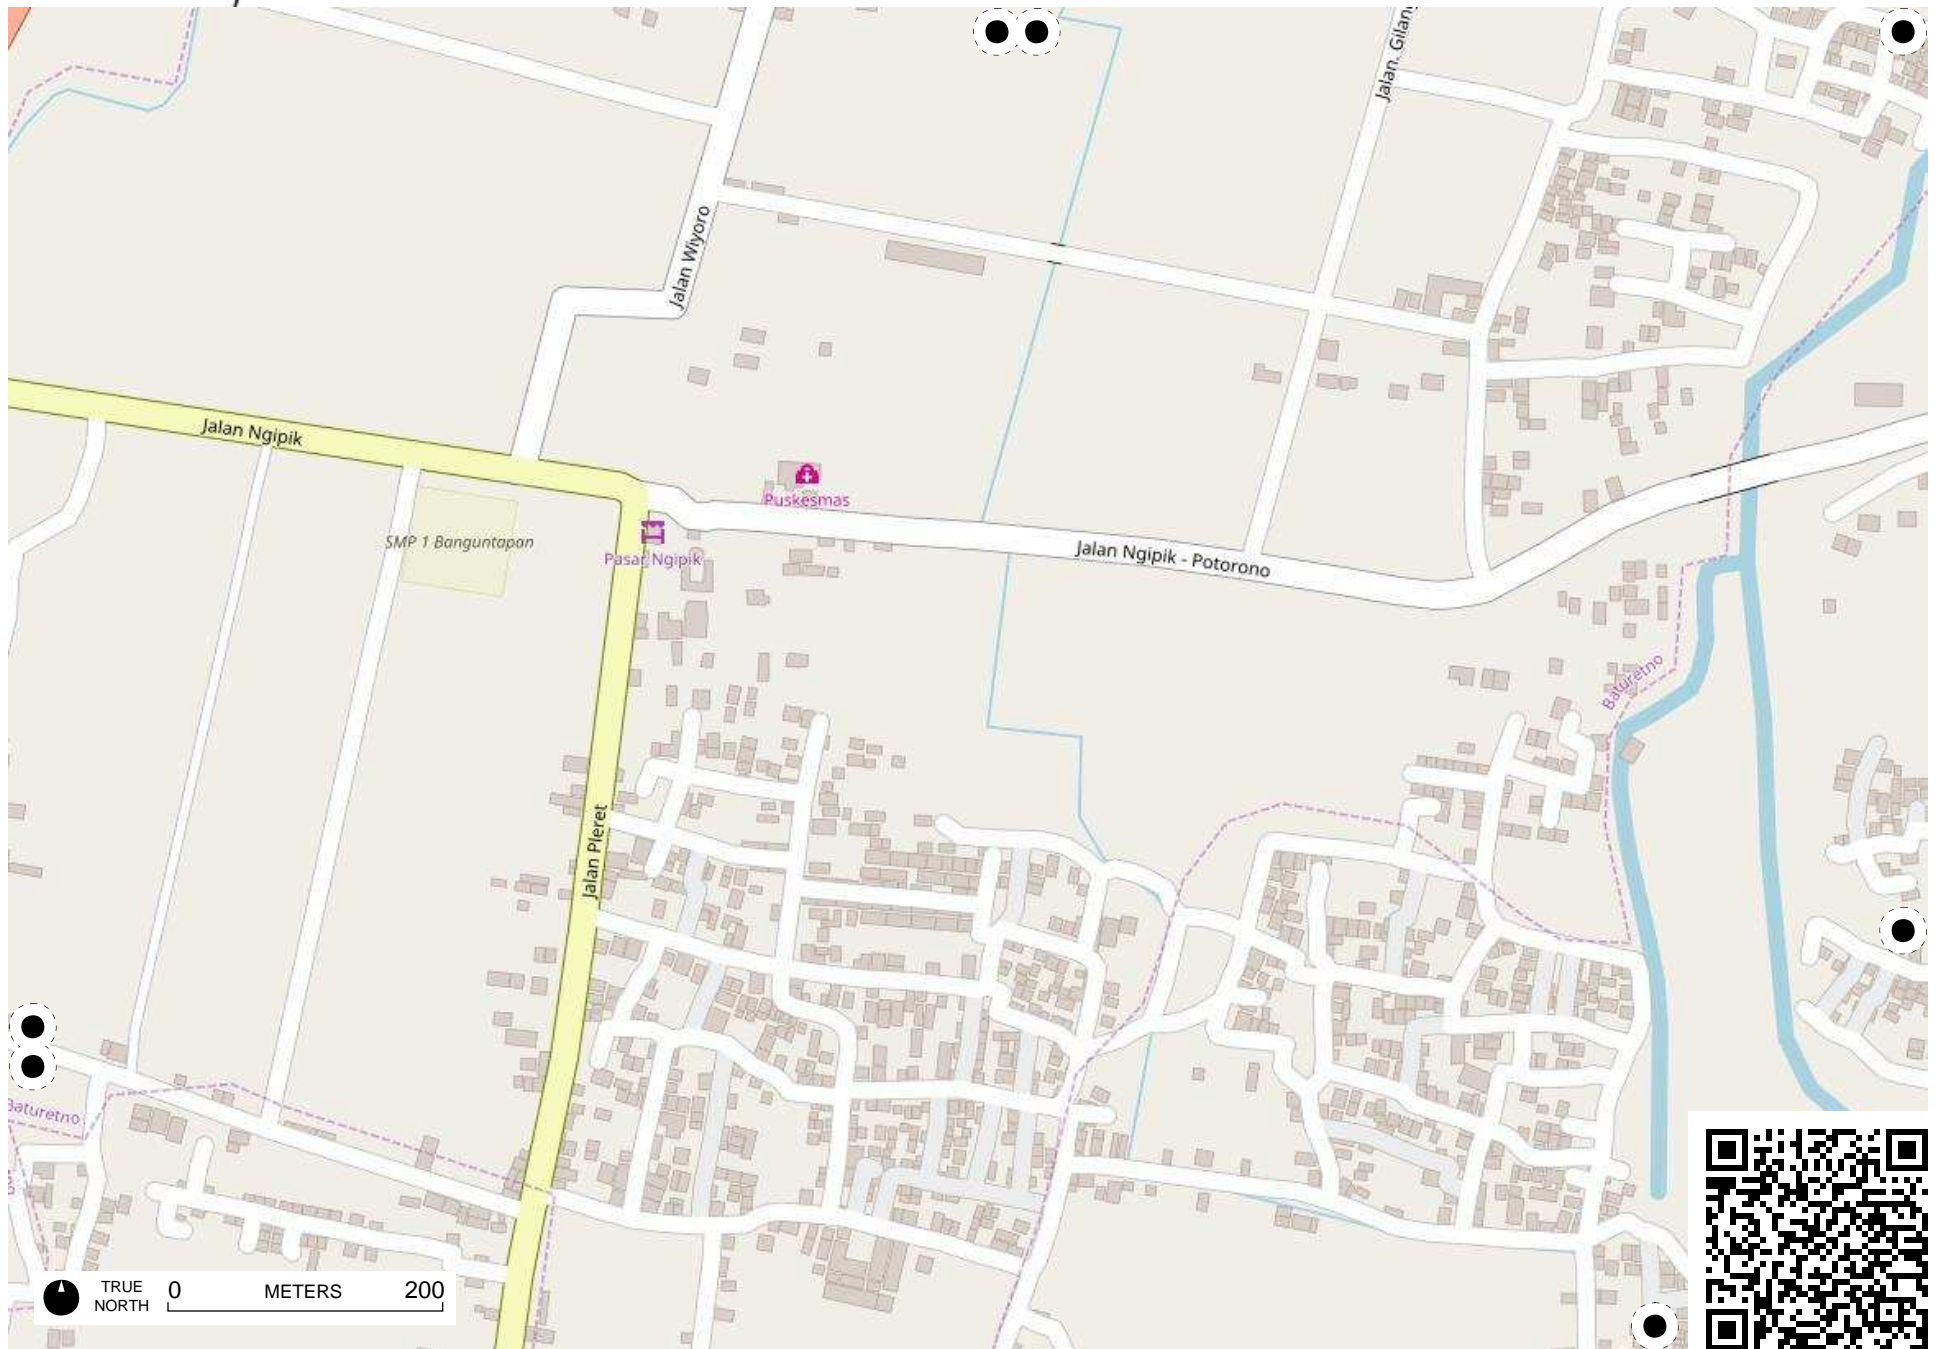 Jalan. Gilang
Jalan Wiyoro
Jalan Ngipik
Puskesmas
SMP 1 Banguntapan
Pasar Ngipik
Jalan Ngipik - Potorono
Baturetno
Jalan Pleret
Baturetno
TRUE
NORTH
0 METERS 200